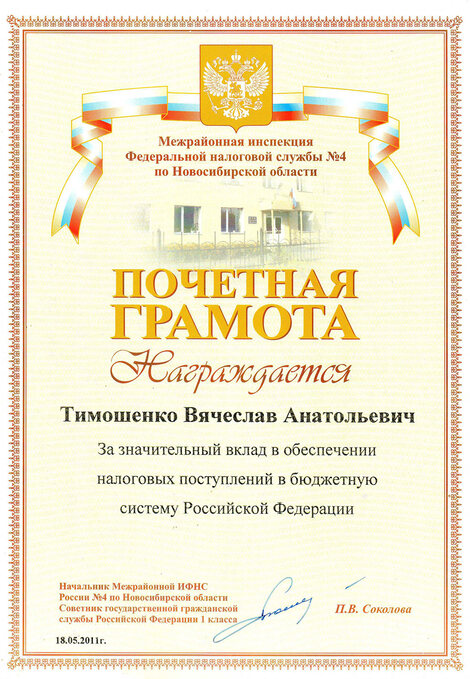 Межрайонная инспекция
Федеральной налоговой службы №4
по Новосибирской области
ПОЧЕТНАЯ
ГРАМОТА
Награждается
Тимошенко Вячеслав Анатольевич
За значительный вклад в обеспечении
налоговых поступлений в бюджетную
систему Российской Федерации
Начальник Межрайонной ИФНС
России №4 по Новосибирской области
Советник государственной гражданской
службы Российской Федерации 1 класса
П.В. Соколова
18.05.2011г.